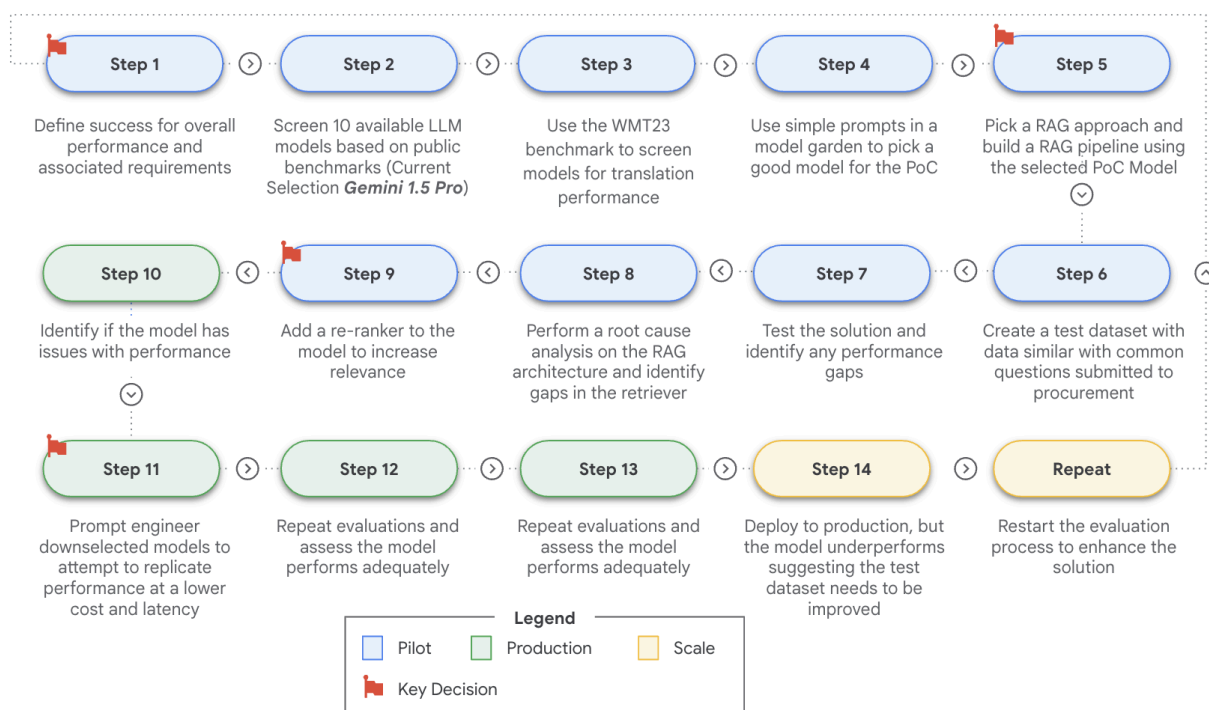 Step 1
Step 2
Step 3
Step 4
Step 5
Define success for overall
performance and
associated requirements
Screen 10 available LLM
models based on public
benchmarks (Current
Selection Gemini 1.5 Pro)
Use the WMT23
benchmark to screen
models for translation
performance
Use simple prompts in a
model garden to pick a
good model for the PoC
Pick a RAG approach and
build a RAG pipeline using
the selected PoC Model
Step 10
Step 9
Step 8
Step 7
Step 6
Identify if the model has
issues with performance
Add a re-ranker to the
model to increase
relevance
Perform a root cause
analysis on the RAG
architecture and identify
gaps in the retriever
Test the solution and
identify any performance
gaps
Create a test dataset with
data similar with common
questions submitted to
procurement
Step 11
Step 12
Step 13
Step 14
Repeat
Prompt engineer
downselected models to
attempt to replicate
performance at a lower
cost and latency
Repeat evaluations and
assess the model
performs adequately
Repeat evaluations and
assess the model
performs adequately
Deploy to production, but
the model underperforms
suggesting the test
dataset needs to be
improved
Restart the evaluation
process to enhance the
solution
Legend
Pilot
Production
Scale
Key Decision